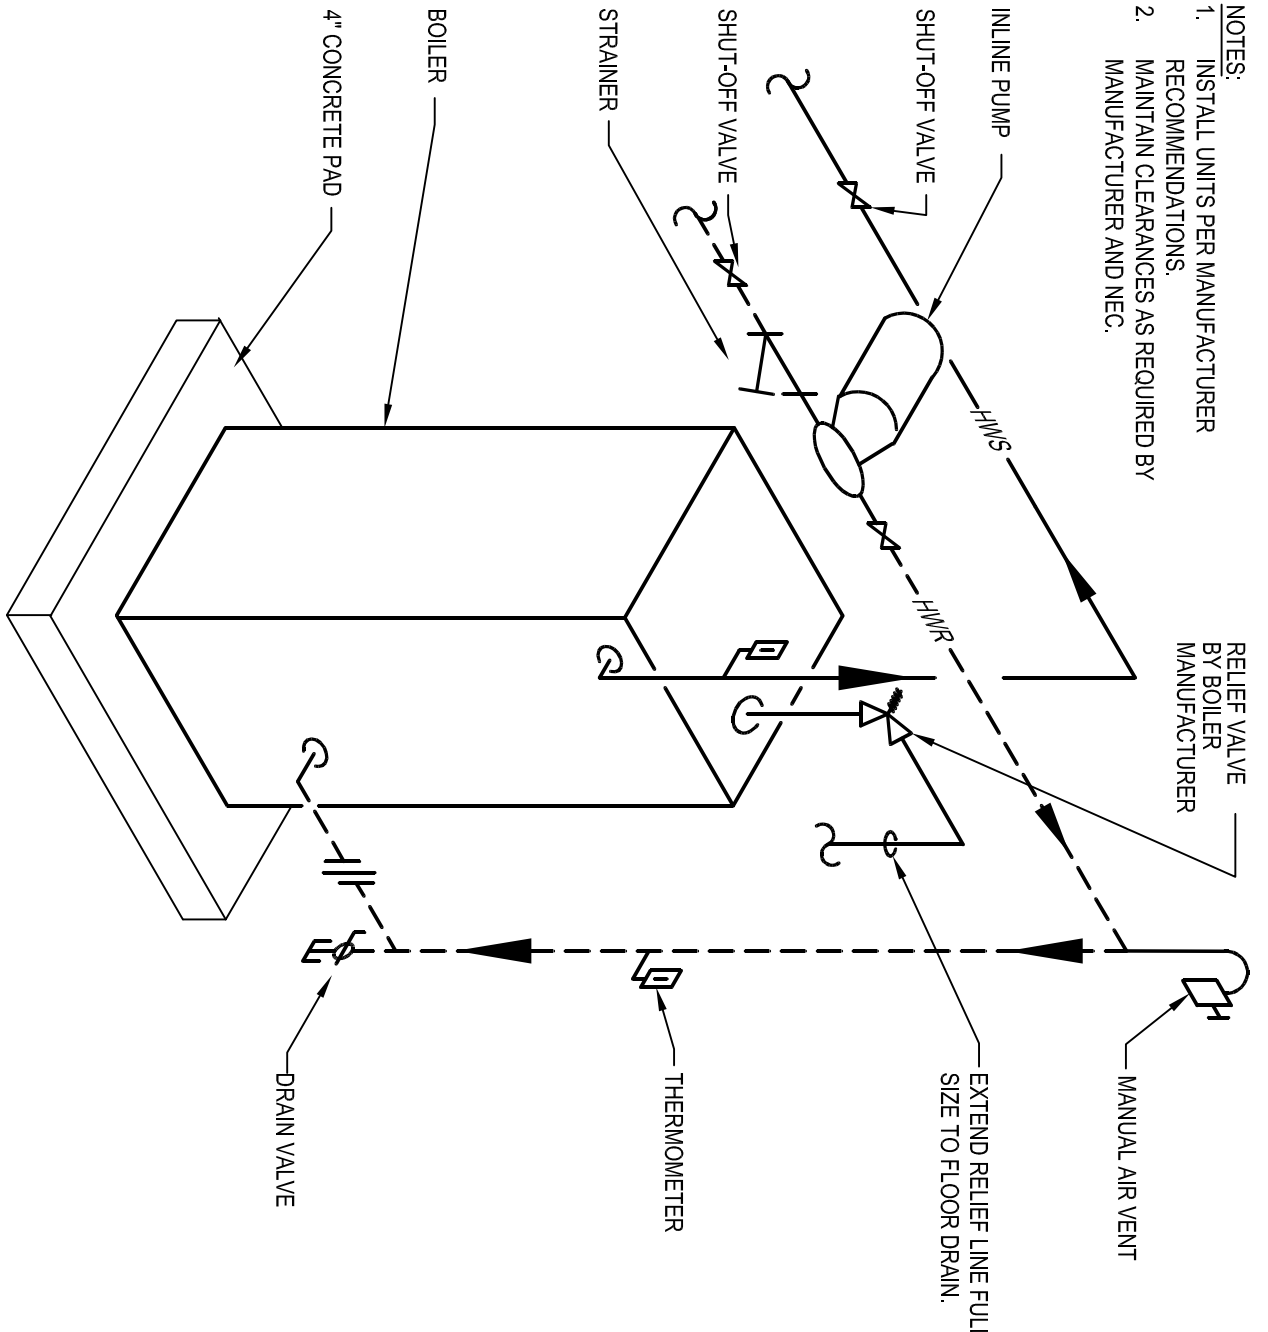 NOTES:
1. INSTALL UNITS PER MANUFACTURER
RECOMMENDATIONS.
2. MAINTAIN CLEARANCES AS REQUIRED BY
MANUFACTURER AND NEC.
RELIEF VALVE
BY BOILER
MANUFACTURER
MANUAL AIR VENT
INLINE PUMP
HWS
SHUT-OFF VALVE
HWR
EXTEND RELIEF LINE FULL
SIZE TO FLOOR DRAIN.
SHUT-OFF VALVE
STRAINER
THERMOMETER
BOILER
4" CONCRETE PAD
DRAIN VALVE